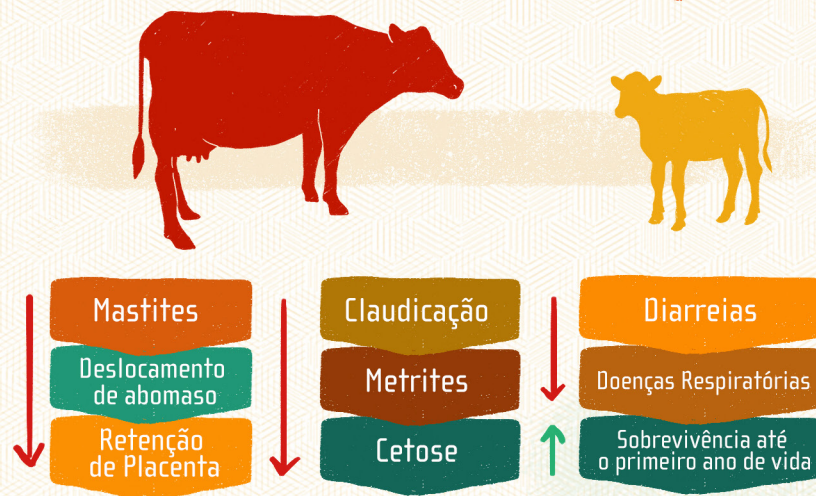 Mastites
Deslocamento
de abomaso
Retenção
de Placenta
Claudicação
Metrites
Cetose
Diarreias
Doenças Respiratórias
Sobrevivência até
o primeiro ano de vida